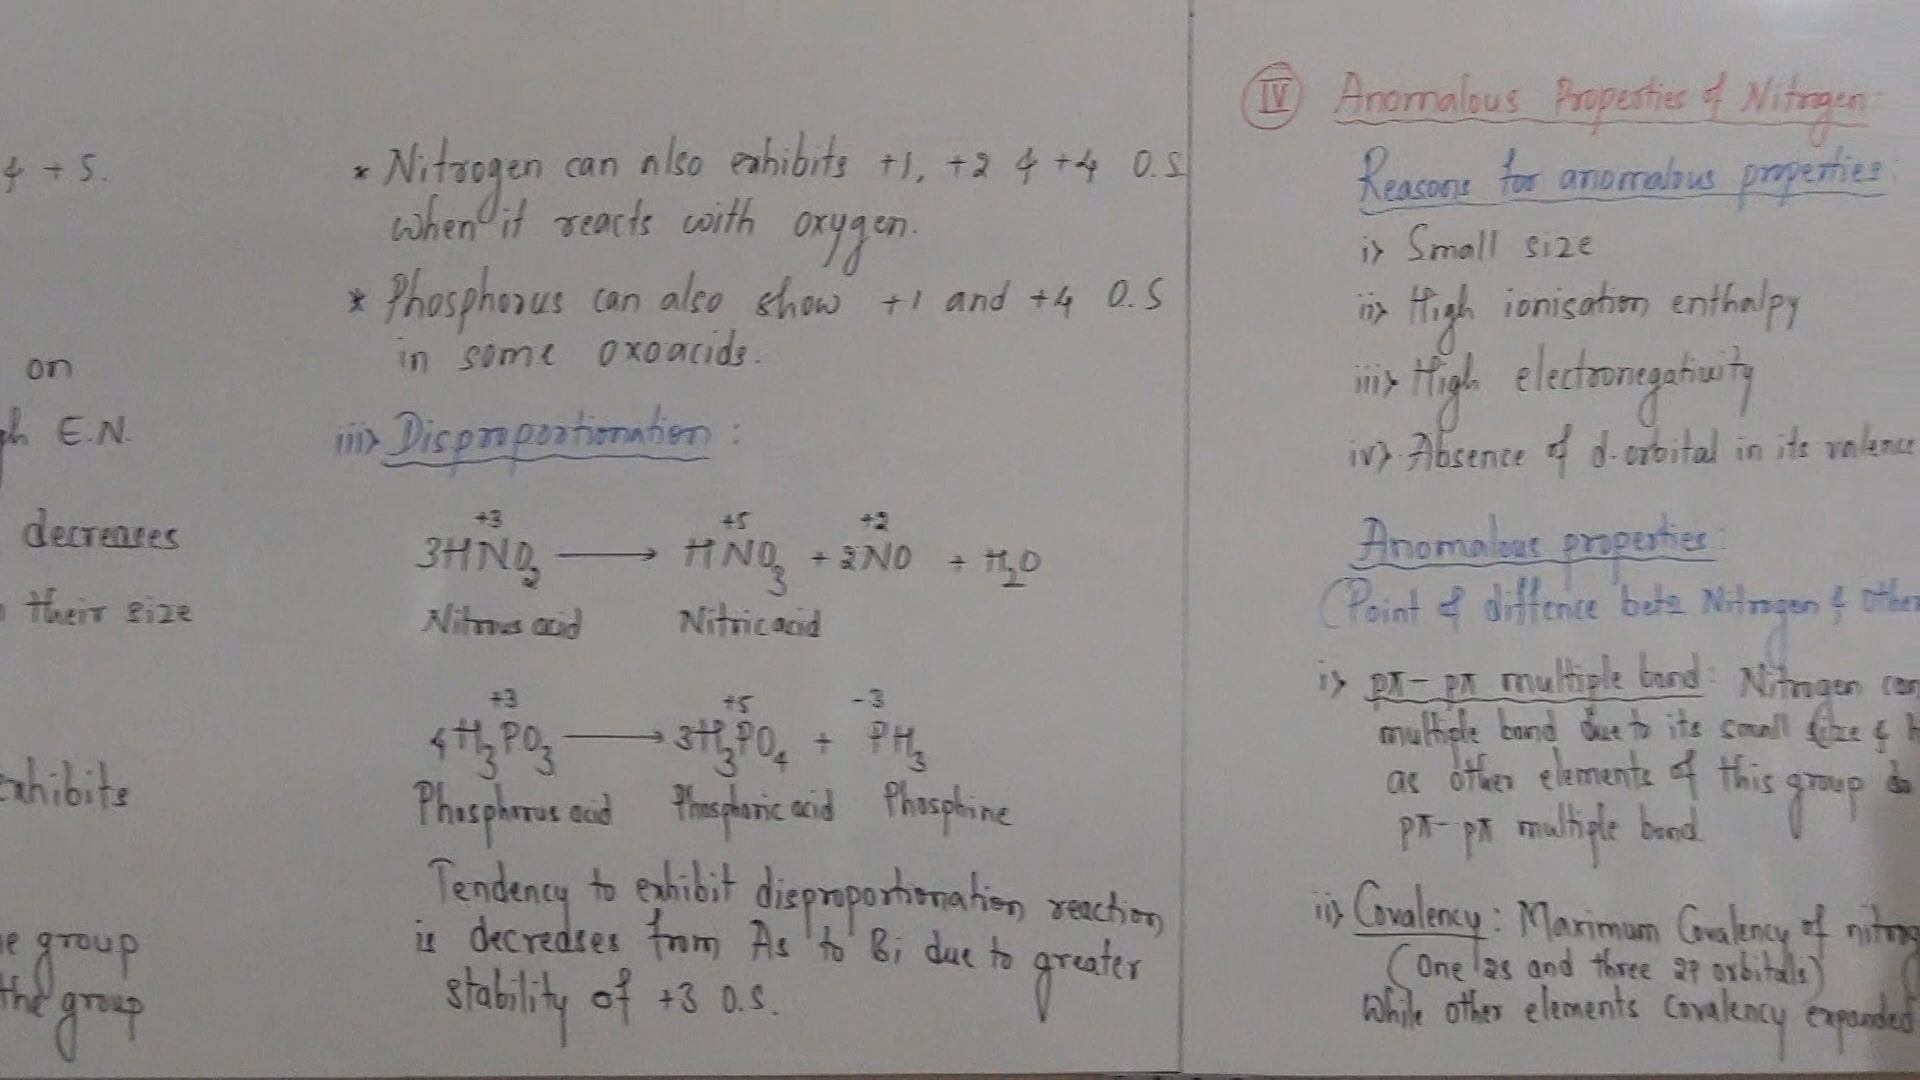 & + 5.
on
gh E.N.
decreases
their size
exhibits
e group
the group
* Nitrogen can also exhibits +1, +2 & +4 O.S
when it reacts with oxygen.
* Phosphorus can also show +1 and +4 O.S
in some oxoacids.
iii> Disproportionation :
+3 +5 +2
3HNO₂ ⟶ HNO₃ + 2NO + H₂O
Nitrous acid Nitric acid
+3 +5 -3
4H₃PO₃ ⟶ 3H₃PO₄ + PH₃
Phosphorus acid Phosphoric acid Phosphine
Tendency to exhibit disproportionation reaction
is decreases from As to Bi due to greater
stability of +3 O.S.
IV Anomalous Properties of Nitrogen
Reasons for anomalous properties:
i> Small size
ii> High ionisation enthalpy
iii> High electronegativity
iv> Absence of d-orbital in its valence
Anomalous properties:
(Point of diffence betn Nitrogen & Other
i> pπ-pπ multiple bond: Nitrogen can
multiple bond due to its small size & H
as other elements of this group do
pπ-pπ multiple bond
ii> Covalency: Maximum Covalency of nitrog
(One 2s and three 2p orbitals)
While other elements covalency expanded